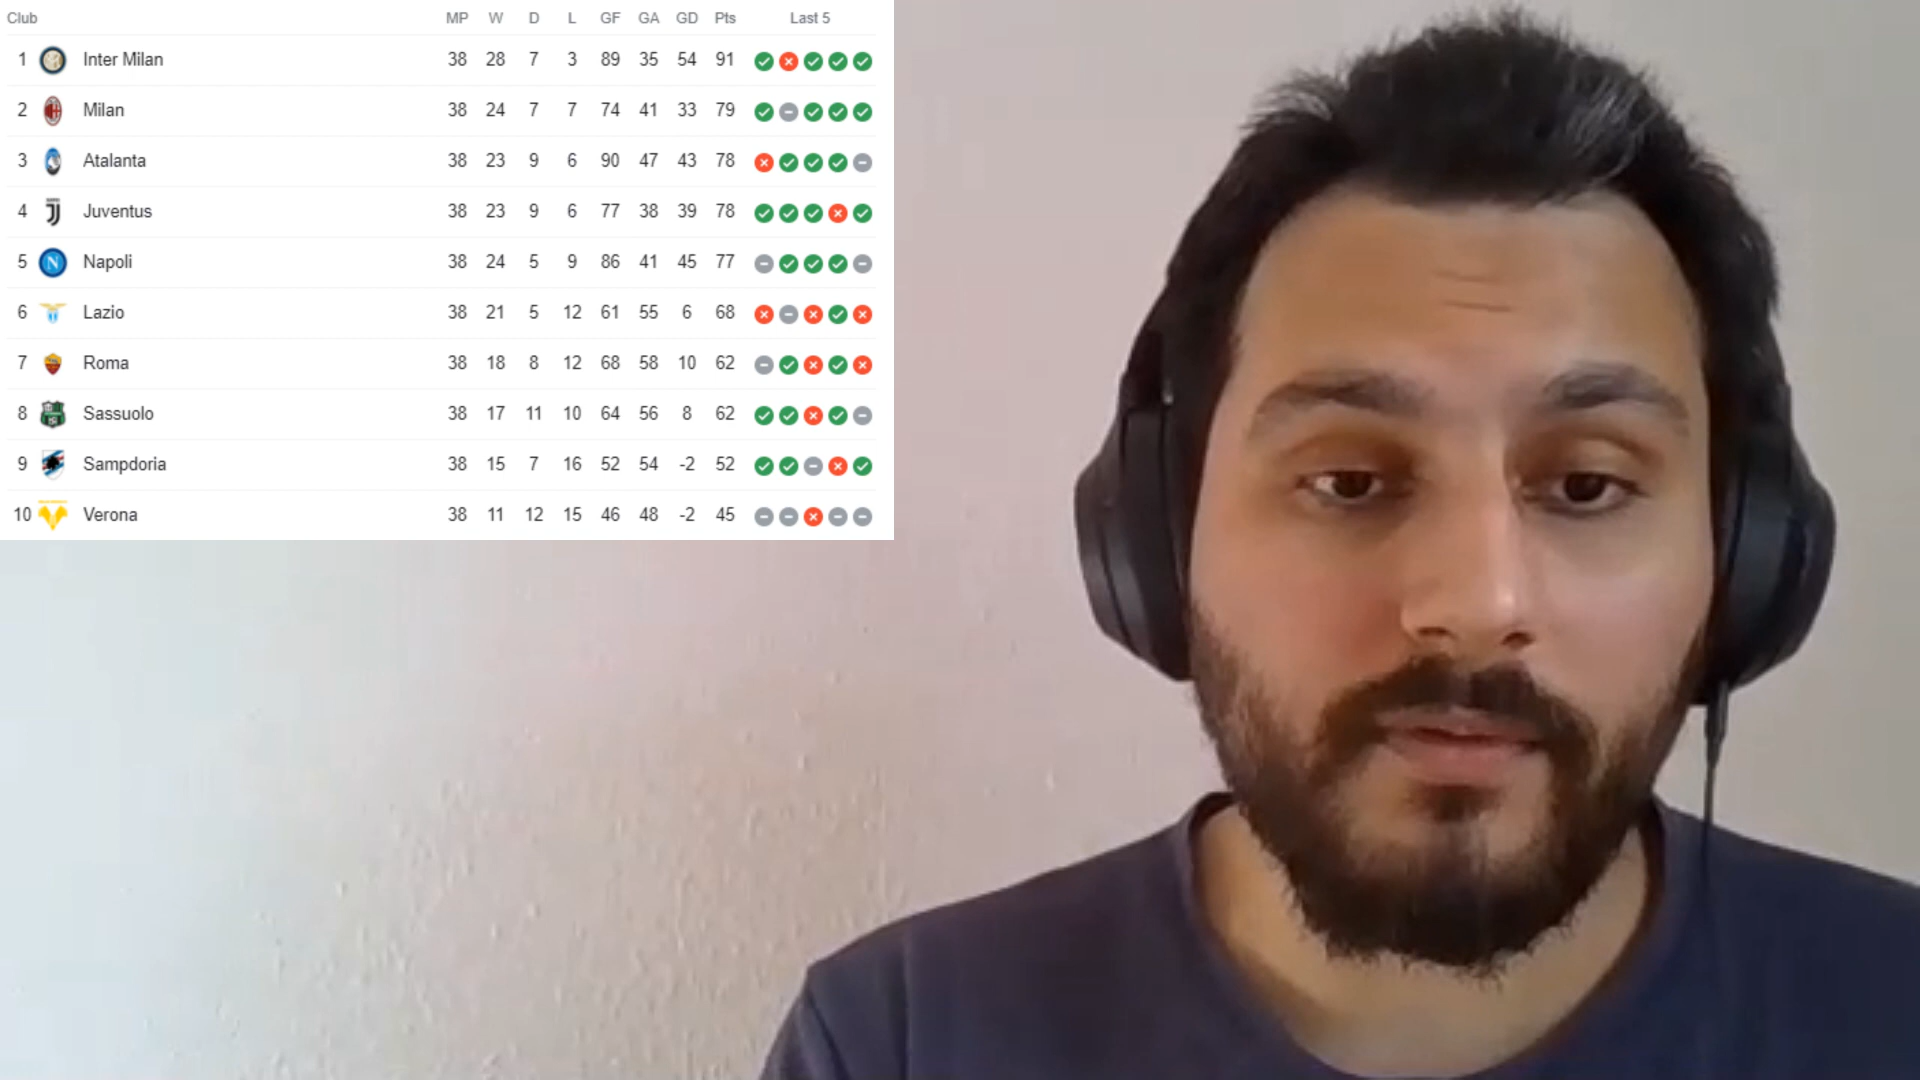 Club MP W D L GF GA GD Pts Last 5
1 Inter Milan 38 28 7 3 89 35 54 91
2 Milan 38 24 7 7 74 41 33 79
3 Atalanta 38 23 9 6 90 47 43 78
4 Juventus 38 23 9 6 77 38 39 78
5 Napoli 38 24 5 9 86 41 45 77
6 Lazio 38 21 5 12 61 55 6 68
7 Roma 38 18 8 12 68 58 10 62
8 Sassuolo 38 17 11 10 64 56 8 62
9 Sampdoria 38 15 7 16 52 54 -2 52
10 Verona 38 11 12 15 46 48 -2 45